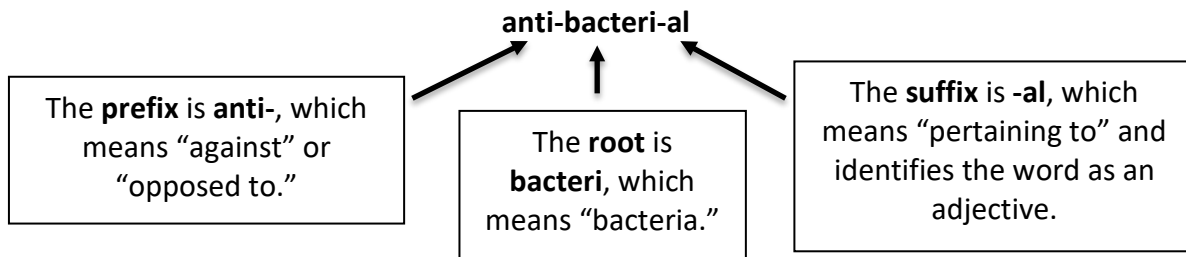 anti-bacteri-al
The prefix is anti-, which
means “against” or
“opposed to.”
The root is
bacteri, which
means “bacteria.”
The suffix is -al, which
means “pertaining to” and
identifies the word as an
adjective.